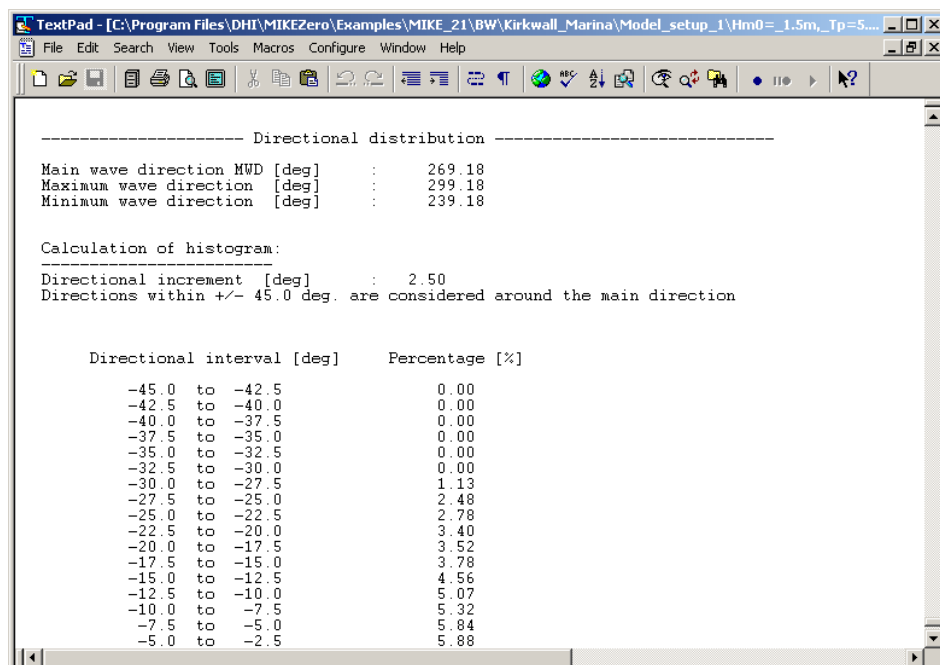 TextPad - [C:\Program Files\DHI\MIKEZero\Examples\MIKE_21\BW\Kirkwall_Marina\Model_setup_1\Hm0=_1.5m,_Tp=5....
File Edit Search View Tools Macros Configure Window Help
---------------------- Directional distribution -----------------------------
Main wave direction MWD [deg] : 269.18
Maximum wave direction [deg] : 299.18
Minimum wave direction [deg] : 239.18
Calculation of histogram:
------------------------
Directional increment [deg] : 2.50
Directions within +/- 45.0 deg. are considered around the main direction
Directional interval [deg] Percentage [%]
-45.0 to -42.5 0.00
-42.5 to -40.0 0.00
-40.0 to -37.5 0.00
-37.5 to -35.0 0.00
-35.0 to -32.5 0.00
-32.5 to -30.0 0.00
-30.0 to -27.5 1.13
-27.5 to -25.0 2.48
-25.0 to -22.5 2.78
-22.5 to -20.0 3.40
-20.0 to -17.5 3.52
-17.5 to -15.0 3.78
-15.0 to -12.5 4.56
-12.5 to -10.0 5.07
-10.0 to -7.5 5.32
-7.5 to -5.0 5.84
-5.0 to -2.5 5.88